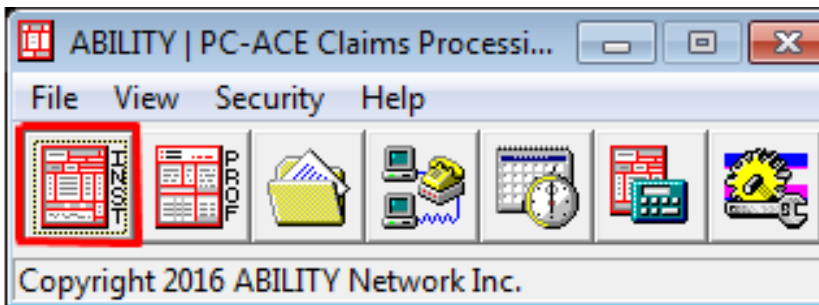 ABILITY | PC-ACE Claims Processi...
File View Security Help
INST
PROF
Copyright 2016 ABILITY Network Inc.